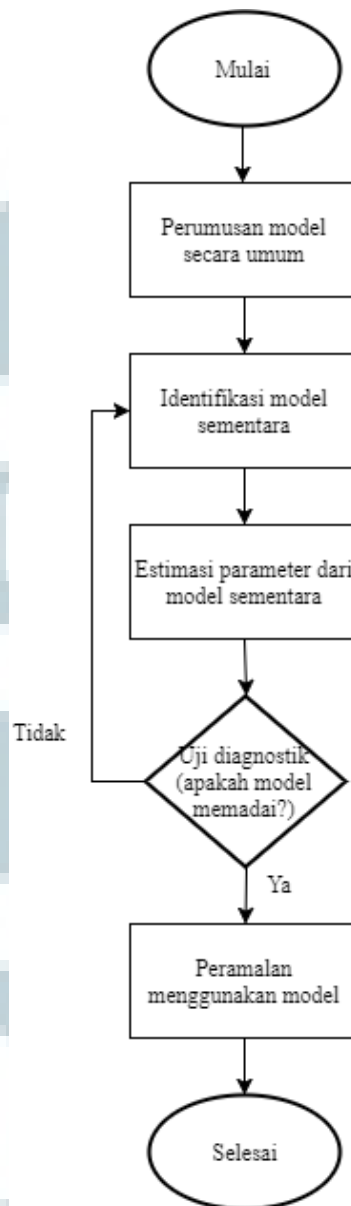 Mulai
Perumusan model
secara umum
Identifikasi model
sementara
Estimasi parameter dari
model sementara
Tidak
Uji diagnostik
(apakah model
memadai?)
Ya
Peramalan
menggunakan model
Selesai